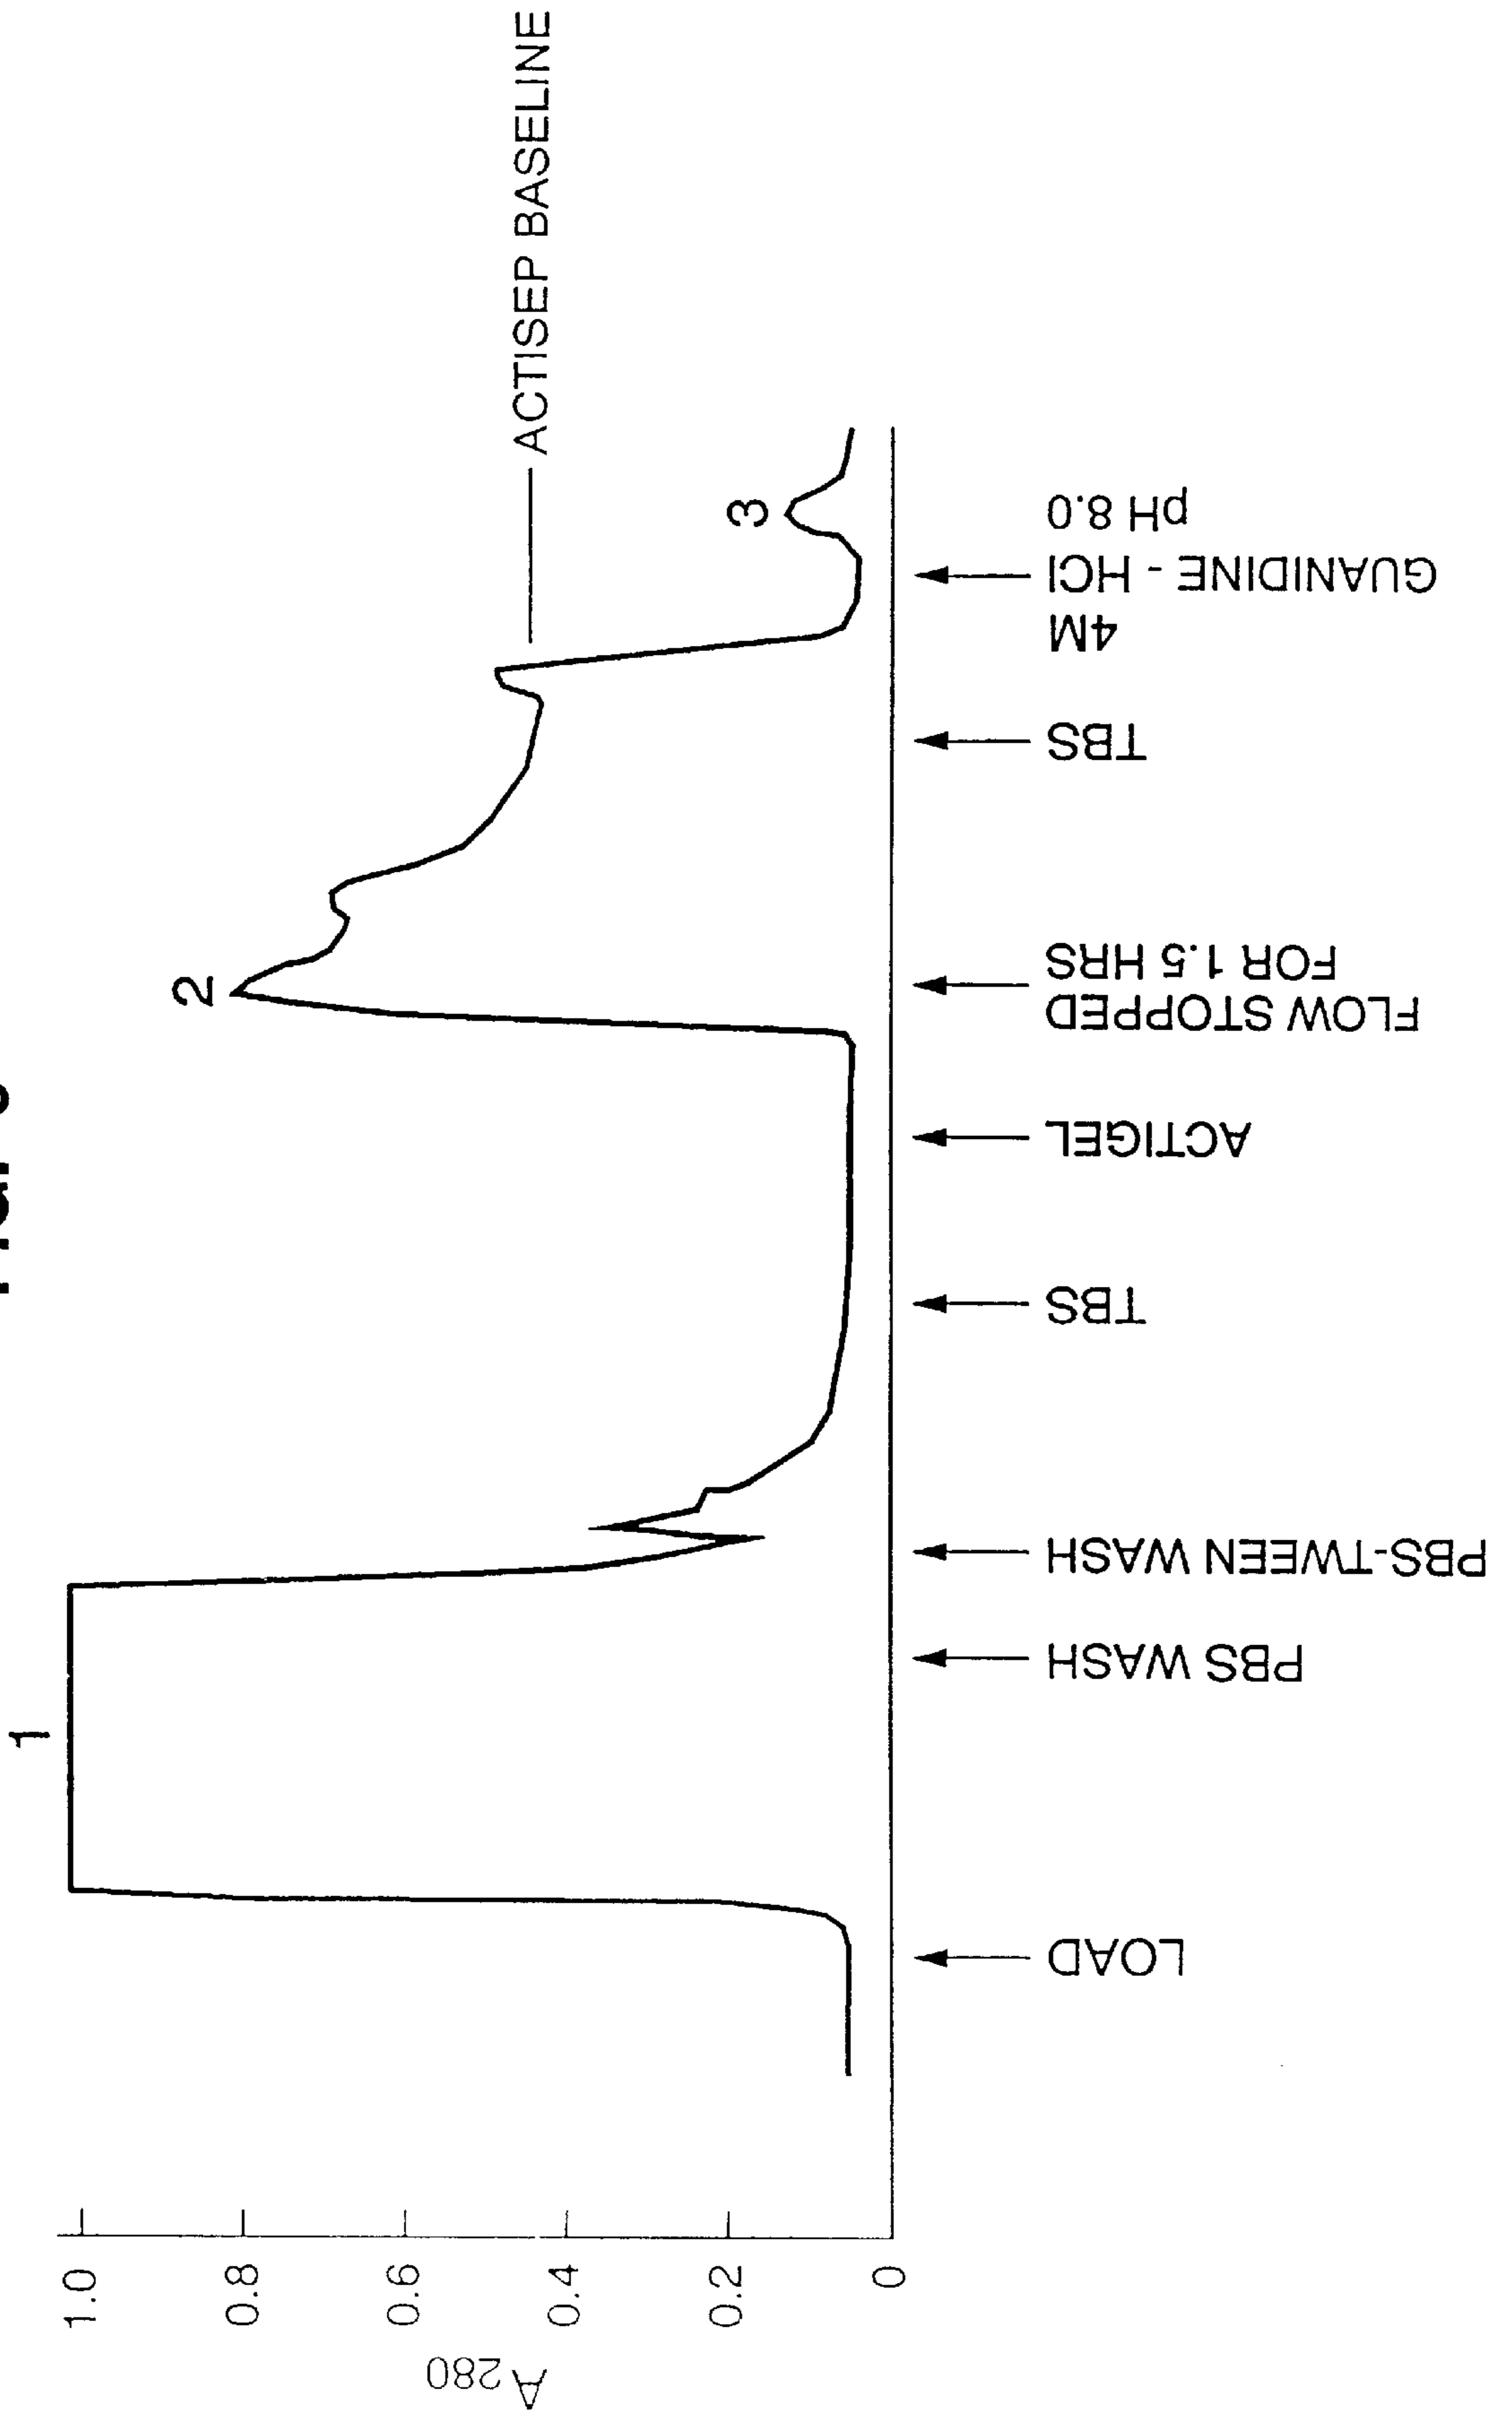 A280
1.0
0.8
0.6
0.4
0.2
0
1
2
3
ACTISEP BASELINE
LOAD
PBS WASH
PBS-TWEEN WASH
TBS
ACTIGEL
FLOW STOPPED
FOR 1.5 HRS
TBS
4M
GUANIDINE - HCl
pH 8.0